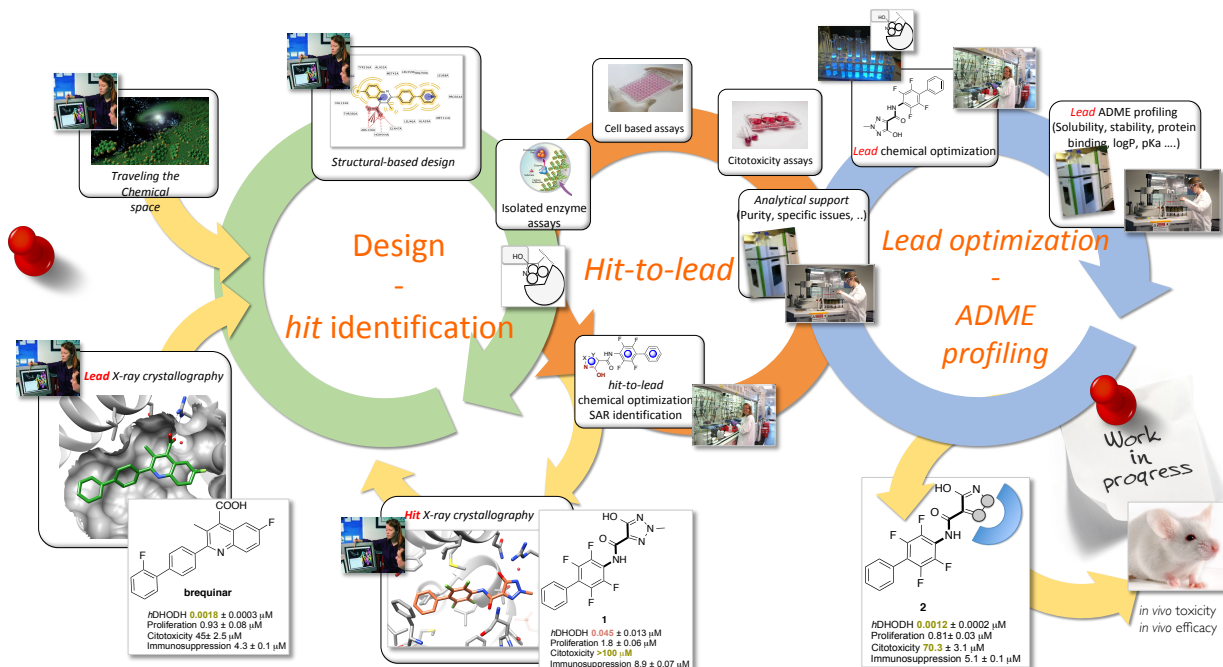 Traveling the
Chemical
space
Structural-based design
Cell based assays
Citotoxicity assays
Isolated enzyme
assays
HO
N
HO
F
F
F
F
HN
O
N
N
N
OH
Lead chemical optimization
Lead ADME profiling
(Solubility, stability, protein
binding, logP, pKa ....)
Analytical support
(Purity, specific issues, ..)
Design
-
hit identification
Hit-to-lead
Lead optimization
-
ADME
profiling
X
Y
N
OH
O
HN
F
F
F
F
hit-to-lead
chemical optimization
SAR identification
Lead X-ray crystallography
COOH
F
N
F
brequinar
hDHODH 0.0018 ± 0.0003 µM
Proliferation 0.93 ± 0.08 µM
Citotoxicity 45± 2.5 µM
Immunosuppression 4.3 ± 0.1 µM
Hit X-ray crystallography
HO
N
N
N
O
NH
F
F
F
F
1
hDHODH 0.045 ± 0.013 µM
Proliferation 1.8 ± 0.06 µM
Citotoxicity >100 µM
Immunosuppression 8.9 ± 0.07 µM
HO
N
O
NH
F
F
F
F
2
hDHODH 0.0012 ± 0.0002 µM
Proliferation 0.81± 0.03 µM
Citotoxicity 70.3 ± 3.1 µM
Immunosuppression 5.1 ± 0.1 µM
Work
in
progress
in vivo toxicity
in vivo efficacy